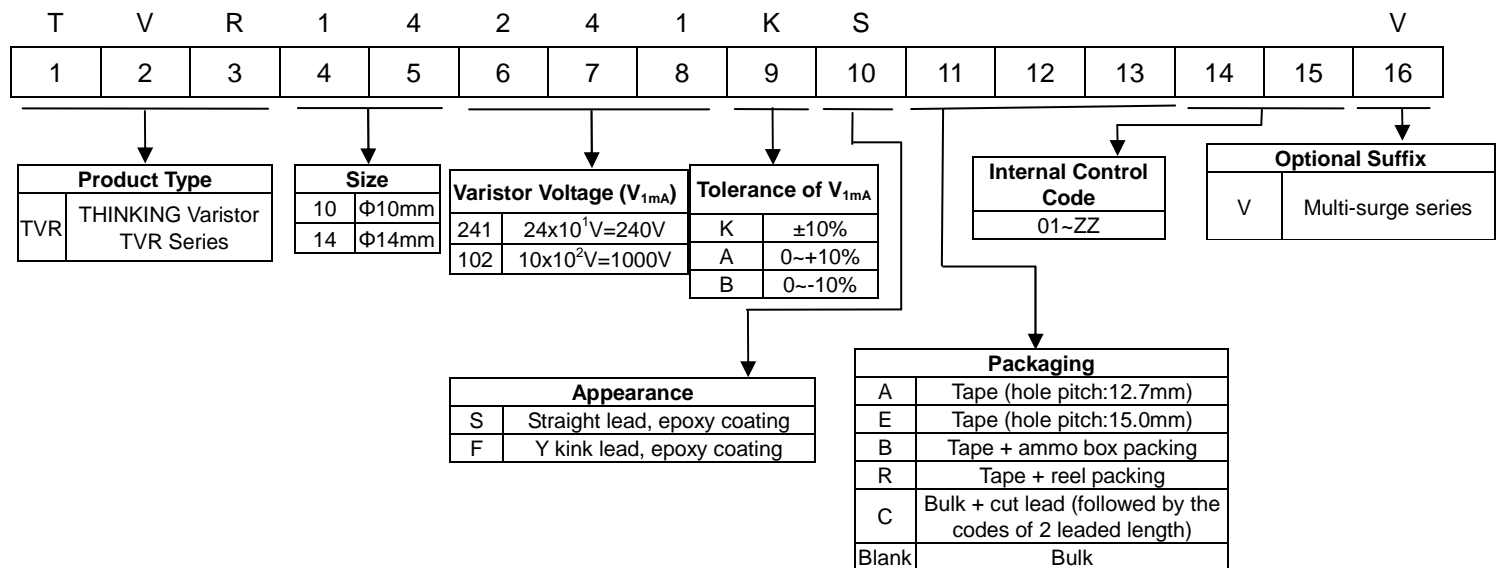 T V R 1 4 2 4 1 K S V
1 2 3 4 5 6 7 8 9 10 11 12 13 14 15 16
Product Type
TVR THINKING Varistor
TVR Series
Size
10 Φ10mm
14 Φ14mm
Varistor Voltage (V1mA)
241 24x10¹V=240V
102 10x10²V=1000V
Tolerance of V1mA
K ±10%
A 0~+10%
B 0~-10%
Internal Control
Code
01~ZZ
Optional Suffix
V Multi-surge series
Appearance
S Straight lead, epoxy coating
F Y kink lead, epoxy coating
Packaging
A Tape (hole pitch:12.7mm)
E Tape (hole pitch:15.0mm)
B Tape + ammo box packing
R Tape + reel packing
C Bulk + cut lead (followed by the
codes of 2 leaded length)
Blank Bulk